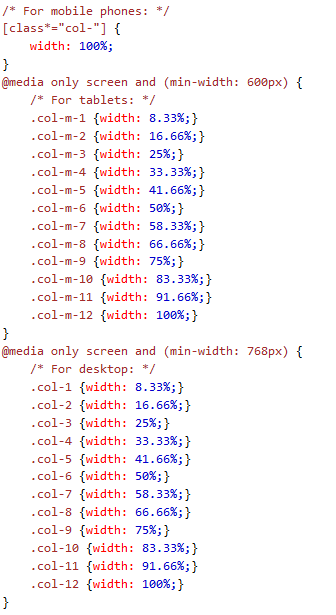 /* For mobile phones: */
[class*="col-"] {
    width: 100%;
}
@media only screen and (min-width: 600px) {
    /* For tablets: */
    .col-m-1 {width: 8.33%;}
    .col-m-2 {width: 16.66%;}
    .col-m-3 {width: 25%;}
    .col-m-4 {width: 33.33%;}
    .col-m-5 {width: 41.66%;}
    .col-m-6 {width: 50%;}
    .col-m-7 {width: 58.33%;}
    .col-m-8 {width: 66.66%;}
    .col-m-9 {width: 75%;}
    .col-m-10 {width: 83.33%;}
    .col-m-11 {width: 91.66%;}
    .col-m-12 {width: 100%;}
}
@media only screen and (min-width: 768px) {
    /* For desktop: */
    .col-1 {width: 8.33%;}
    .col-2 {width: 16.66%;}
    .col-3 {width: 25%;}
    .col-4 {width: 33.33%;}
    .col-5 {width: 41.66%;}
    .col-6 {width: 50%;}
    .col-7 {width: 58.33%;}
    .col-8 {width: 66.66%;}
    .col-9 {width: 75%;}
    .col-10 {width: 83.33%;}
    .col-11 {width: 91.66%;}
    .col-12 {width: 100%;}
}